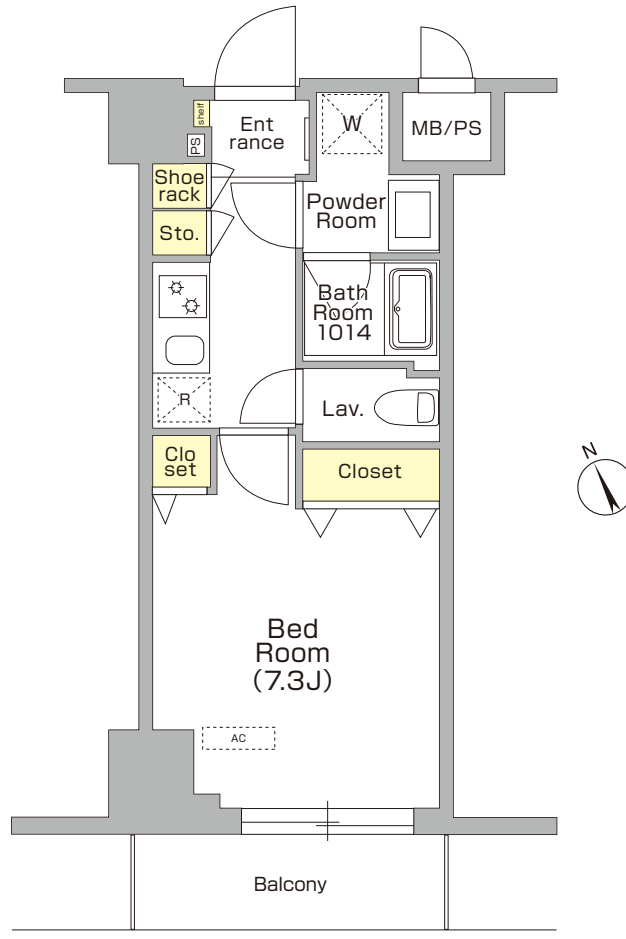 shelf
Ent
rance
W
MB/PS
PS
Shoe
rack
Powder
Room
Sto.
Bath
Room
1014
R
Lav.
Clo
set
Closet
N
Bed
Room
(7.3J)
AC
Balcony